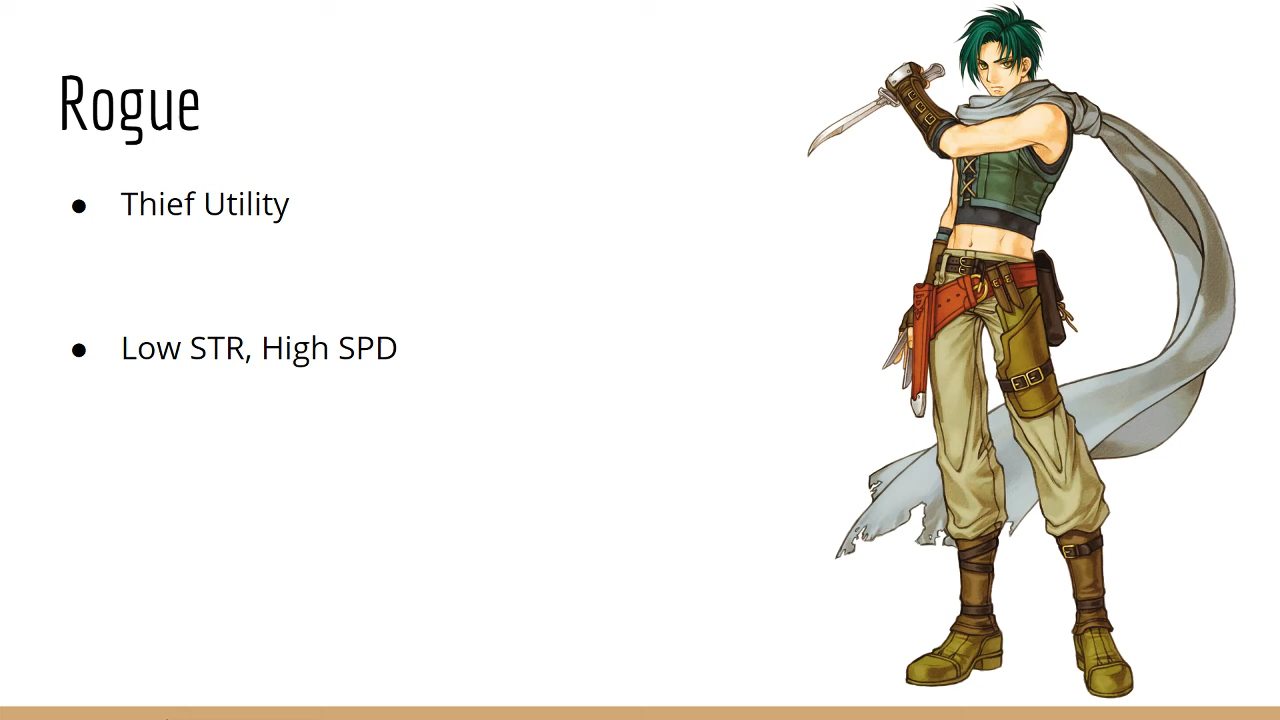 Rogue
● Thief Utility
● Low STR, High SPD